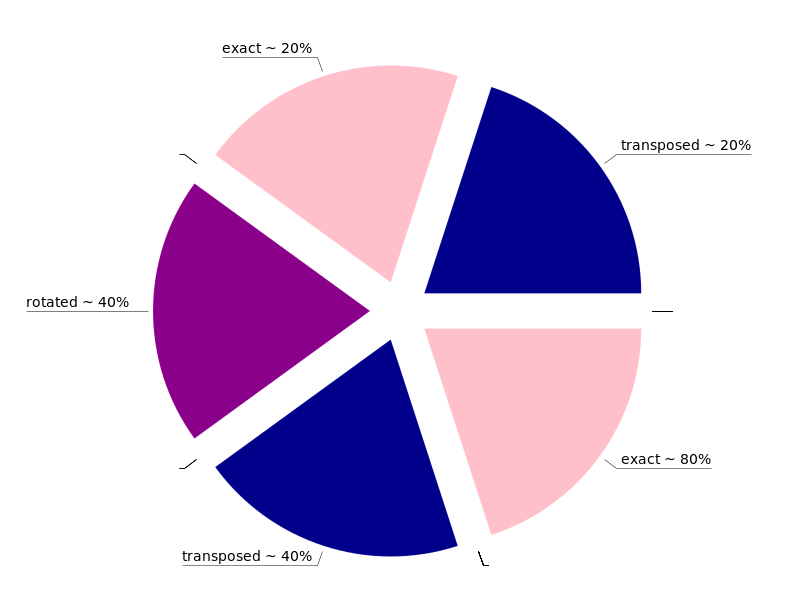 exact ~ 20%
transposed ~ 20%
rotated ~ 40%
exact ~ 80%
transposed ~ 40%